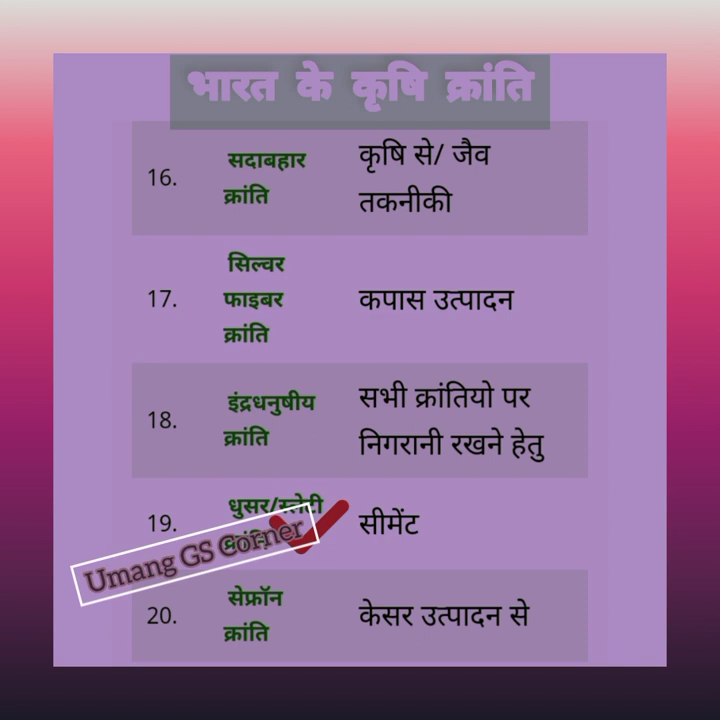 भारत के कृषि क्रांति
16.
सदाबहार
क्रांति
कृषि से/ जैव
तकनीकी
17.
सिल्वर
फाइबर
क्रांति
कपास उत्पादन
18.
इंद्रधनुषीय
क्रांति
सभी क्रांतियो पर
निगरानी रखने हेतु
19.
धुसर/स्लेटी
क्रांति
सीमेंट
Umang GS Corner
20.
सेफ्रॉन
क्रांति
केसर उत्पादन से